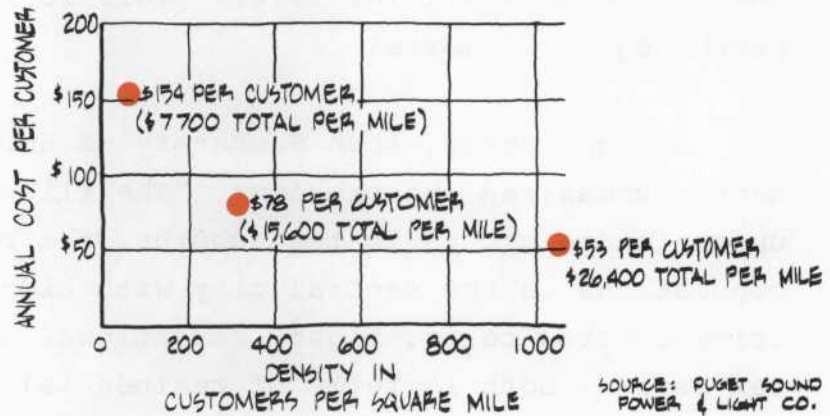 ANNUAL COST PER CUSTOMER
200
$150
$100
$50
0
200
400
600
800
1000
$154 PER CUSTOMER
($7700 TOTAL PER MILE)
$78 PER CUSTOMER
($15,600 TOTAL PER MILE)
$53 PER CUSTOMER
$26,400 TOTAL PER MILE
DENSITY IN
CUSTOMERS PER SQUARE MILE
SOURCE: PUGET SOUND
POWER & LIGHT CO.